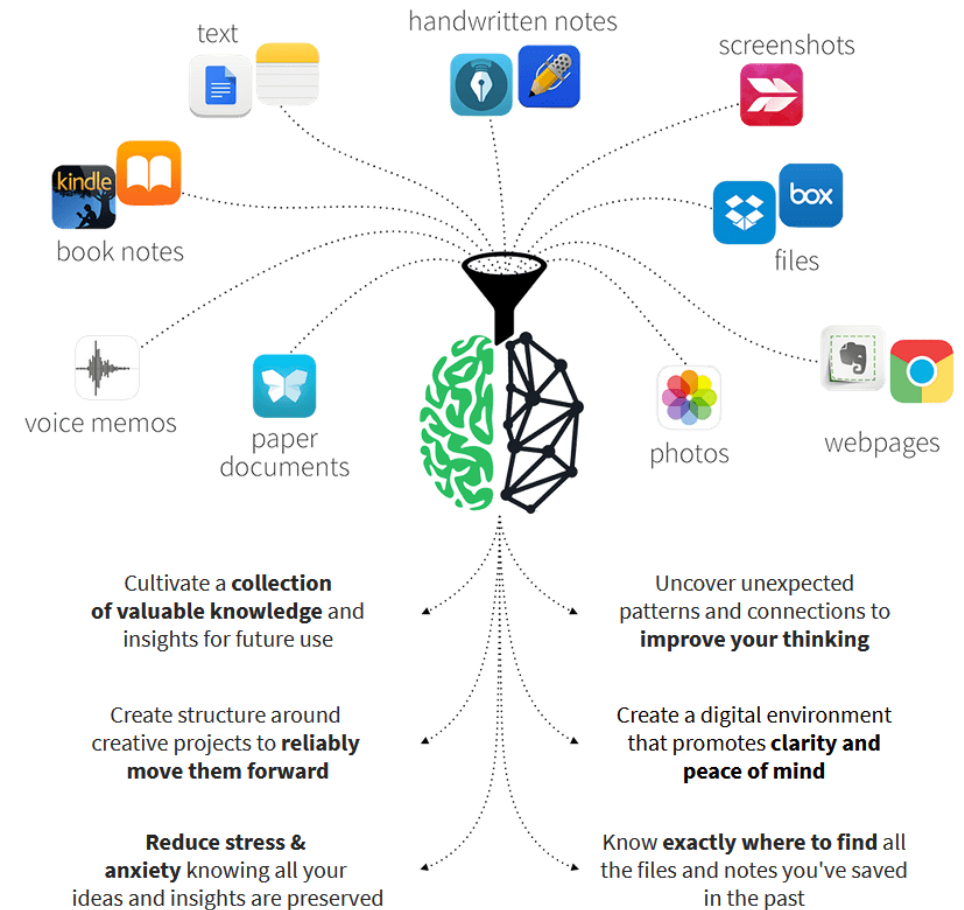 handwritten notes
text
screenshots
kindle
box
book notes
files
voice memos
paper
documents
photos
webpages
Cultivate a collection
of valuable knowledge and
insights for future use
Uncover unexpected
patterns and connections to
improve your thinking
Create structure around
creative projects to reliably
move them forward
Create a digital environment
that promotes clarity and
peace of mind
Reduce stress &
anxiety knowing all your
ideas and insights are preserved
Know exactly where to find all
the files and notes you've saved
in the past